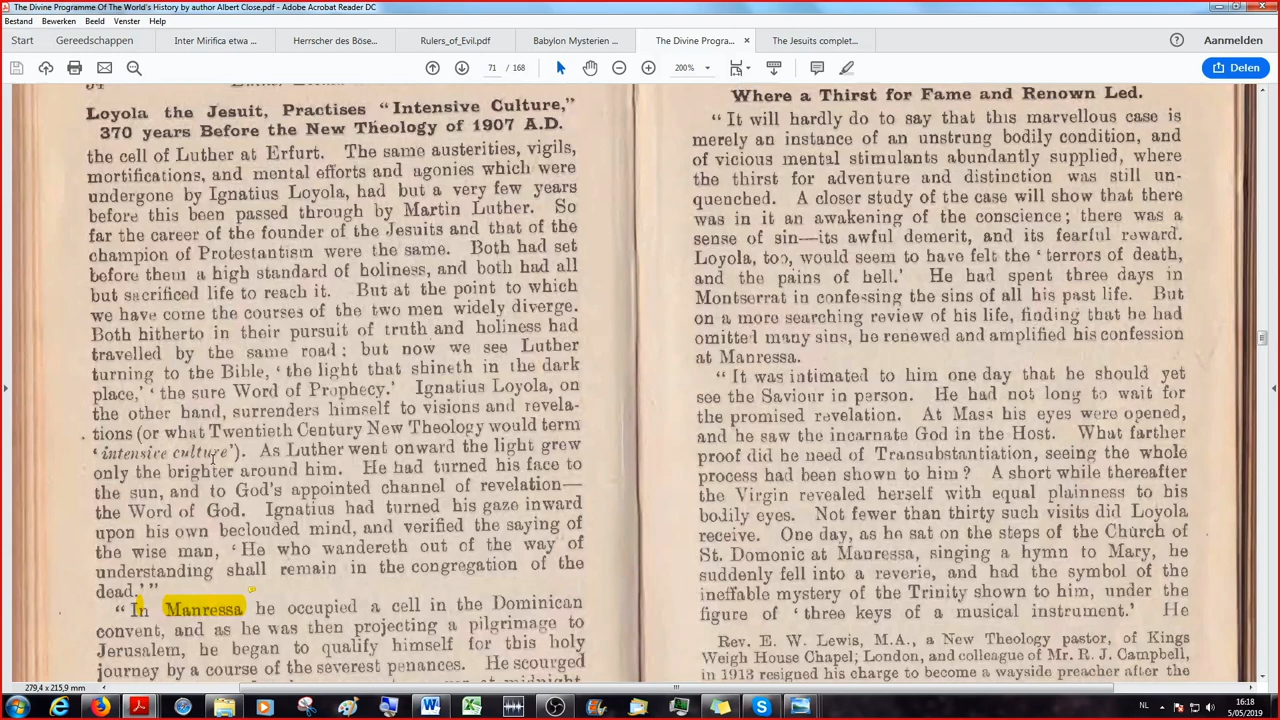 The Divine Programme Of The World's History by author Albert Close.pdf - Adobe Acrobat Reader DC
Bestand Bewerken Beeld Venster Help
Start Gereedschappen Inter Mirifica etwa ... Herrscher des Böse... Rulers_of_Evil.pdf Babylon Mysterien ... The Divine Progra... × The Jesuits complet... Aanmelden
71 / 168 200% Delen
Loyola the Jesuit, Practises "Intensive Culture,"
370 years Before the New Theology of 1907 A.D.
the cell of Luther at Erfurt. The same austerities, vigils,
mortifications, and mental efforts and agonies which were
undergone by Ignatius Loyola, had but a very few years
before this been passed through by Martin Luther. So
far the career of the founder of the Jesuits and that of the
champion of Protestantism were the same. Both had set
before them a high standard of holiness, and both had all
but sacrificed life to reach it. But at the point to which
we have come the courses of the two men widely diverge.
Both hitherto in their pursuit of truth and holiness had
travelled by the same road; but now we see Luther
turning to the Bible, 'the light that shineth in the dark
place,' 'the sure Word of Prophecy.' Ignatius Loyola, on
the other hand, surrenders himself to visions and revela-
tions (or what Twentieth Century New Theology would term
'intensive culture'). As Luther went onward the light grew
only the brighter around him. He had turned his face to
the sun, and to God's appointed channel of revelation—
the Word of God. Ignatius had turned his gaze inward
upon his own beclouded mind, and verified the saying of
the wise man, 'He who wandereth out of the way of
understanding shall remain in the congregation of the
dead.'"
"In Manressa he occupied a cell in the Dominican
convent, and as he was then projecting a pilgrimage to
Jerusalem, he began to qualify himself for this holy
journey by a course of the severest penances. He scourged
Where a Thirst for Fame and Renown Led.
"It will hardly do to say that this marvellous case is
merely an instance of an unstrung bodily condition, and
of vicious mental stimulants abundantly supplied, where
the thirst for adventure and distinction was still un-
quenched. A closer study of the case will show that there
was in it an awakening of the conscience; there was a
sense of sin—its awful demerit, and its fearful reward.
Loyola, too, would seem to have felt the 'terrors of death,
and the pains of hell.' He had spent three days in
Montserrat in confessing the sins of all his past life. But
on a more searching review of his life, finding that he had
omitted many sins, he renewed and amplified his confession
at Manressa.
"It was intimated to him one day that he should yet
see the Saviour in person. He had not long to wait for
the promised revelation. At Mass his eyes were opened,
and he saw the incarnate God in the Host. What farther
proof did he need of Transubstantiation, seeing the whole
process had been shown to him? A short while thereafter
the Virgin revealed herself with equal plainness to his
bodily eyes. Not fewer than thirty such visits did Loyola
receive. One day, as he sat on the steps of the Church of
St. Domonic at Manressa, singing a hymn to Mary, he
suddenly fell into a reverie, and had the symbol of the
ineffable mystery of the Trinity shown to him, under the
figure of 'three keys of a musical instrument.' He
Rev. E. W. Lewis, M.A., a New Theology pastor, of Kings
Weigh House Chapel; London, and colleague of Mr. R. J. Campbell,
in 1913 resigned his charge to become a wayside preacher after the
279,4 x 215,9 mm
NL 16:18
5/05/2019